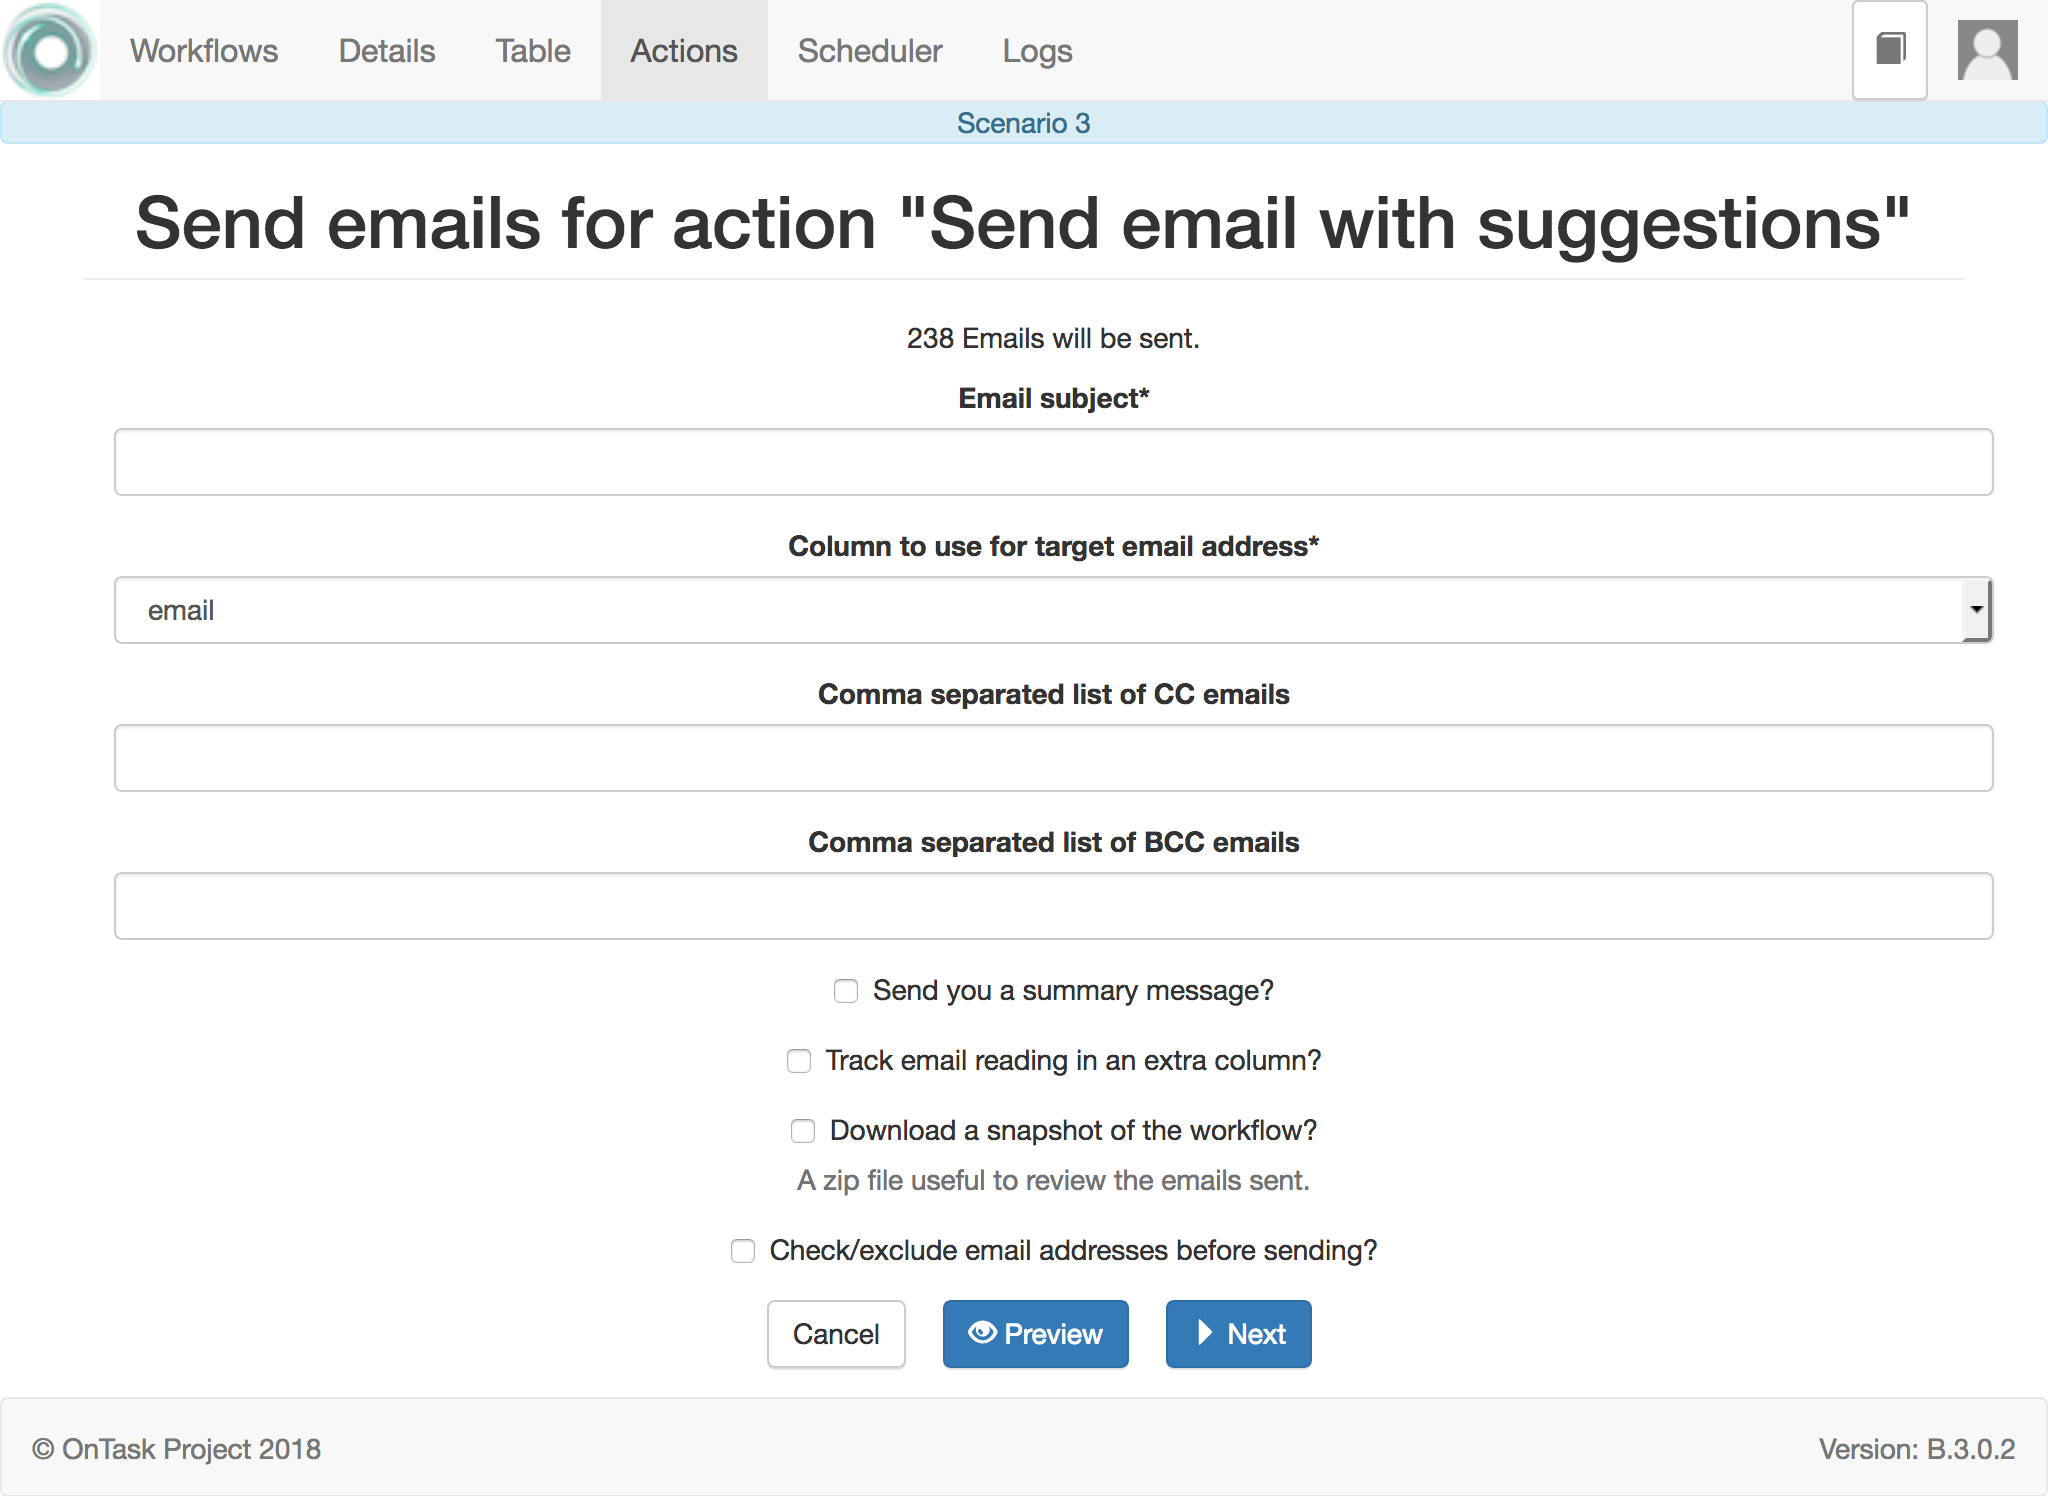 Workflows Details Table Actions Scheduler Logs
Scenario 3
Send emails for action "Send email with suggestions"
238 Emails will be sent.
Email subject*
Column to use for target email address*
email
Comma separated list of CC emails
Comma separated list of BCC emails
Send you a summary message?
Track email reading in an extra column?
Download a snapshot of the workflow?
A zip file useful to review the emails sent.
Check/exclude email addresses before sending?
Cancel Preview Next
© OnTask Project 2018 Version: B.3.0.2